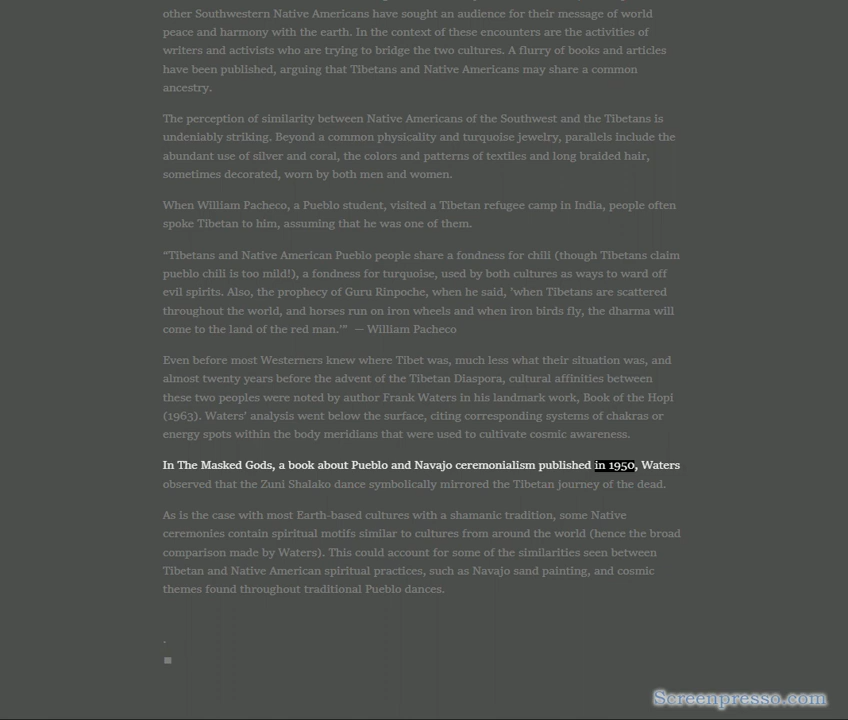 other Southwestern Native Americans have sought an audience for their message of world
peace and harmony with the earth. In the context of these encounters are the activities of
writers and activists who are trying to bridge the two cultures. A flurry of books and articles
have been published, arguing that Tibetans and Native Americans may share a common
ancestry.
The perception of similarity between Native Americans of the Southwest and the Tibetans is
undeniably striking. Beyond a common physicality and turquoise jewelry, parallels include the
abundant use of silver and coral, the colors and patterns of textiles and long braided hair,
sometimes decorated, worn by both men and women.
When William Pacheco, a Pueblo student, visited a Tibetan refugee camp in India, people often
spoke Tibetan to him, assuming that he was one of them.
"Tibetans and Native American Pueblo people share a fondness for chili (though Tibetans claim
pueblo chili is too mild!), a fondness for turquoise, used by both cultures as ways to ward off
evil spirits. Also, the prophecy of Guru Rinpoche, when he said, 'when Tibetans are scattered
throughout the world, and horses run on iron wheels and when iron birds fly, the dharma will
come to the land of the red man.'" — William Pacheco
Even before most Westerners knew where Tibet was, much less what their situation was, and
almost twenty years before the advent of the Tibetan Diaspora, cultural affinities between
these two peoples were noted by author Frank Waters in his landmark work, Book of the Hopi
(1963). Waters' analysis went below the surface, citing corresponding systems of chakras or
energy spots within the body meridians that were used to cultivate cosmic awareness.
In The Masked Gods, a book about Pueblo and Navajo ceremonialism published in 1950, Waters
observed that the Zuni Shalako dance symbolically mirrored the Tibetan journey of the dead.
As is the case with most Earth-based cultures with a shamanic tradition, some Native
ceremonies contain spiritual motifs similar to cultures from around the world (hence the broad
comparison made by Waters). This could account for some of the similarities seen between
Tibetan and Native American spiritual practices, such as Navajo sand painting, and cosmic
themes found throughout traditional Pueblo dances.
Screenpresso.com